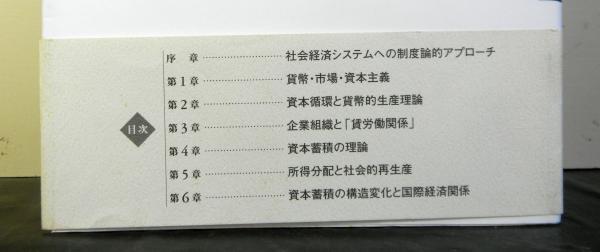 目次
序 章 ………………… 社会経済システムへの制度論的アプローチ
第1章 ………………… 貨幣・市場・資本主義
第2章 ………………… 資本循環と貨幣的生産理論
第3章 ………………… 企業組織と「賃労働関係」
第4章 ………………… 資本蓄積の理論
第5章 ………………… 所得分配と社会的再生産
第6章 ………………… 資本蓄積の構造変化と国際経済関係